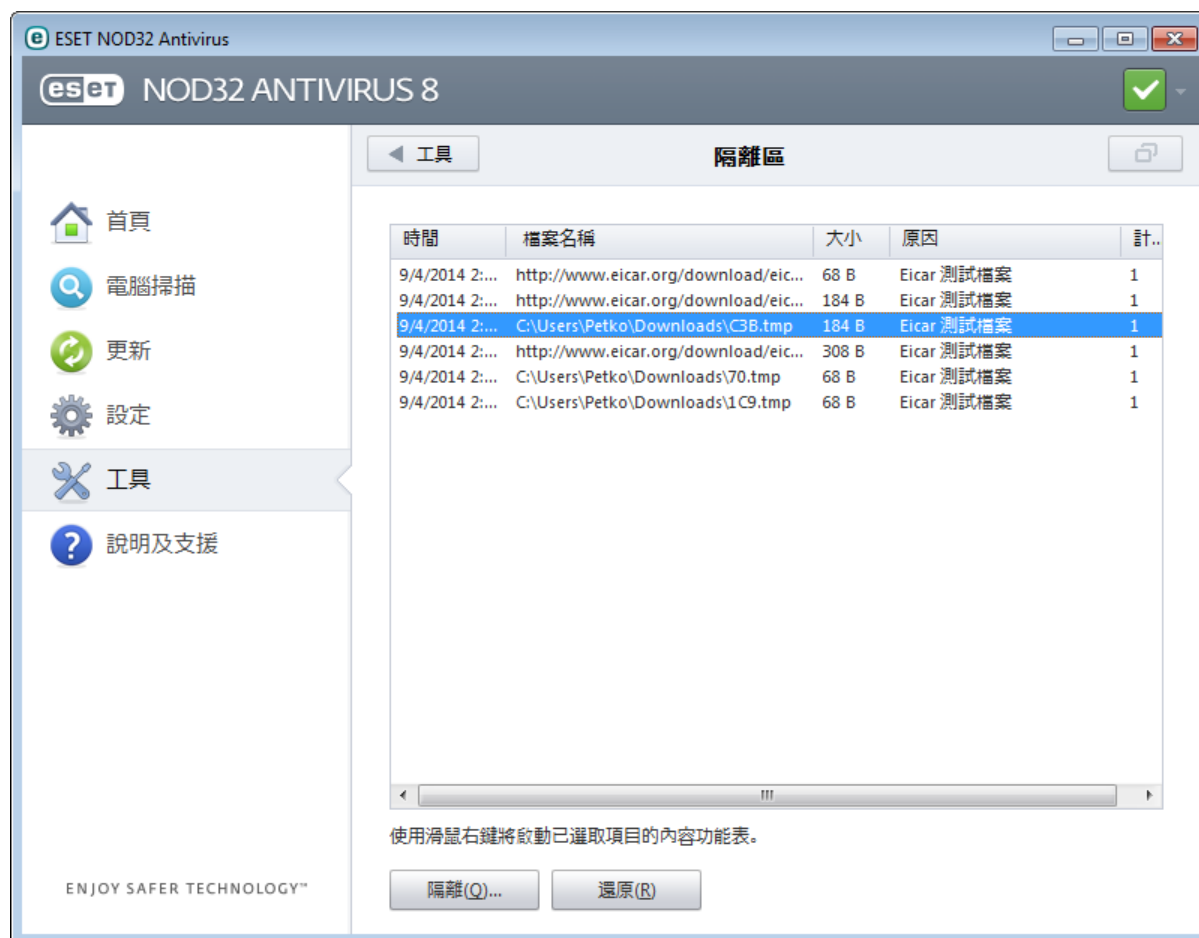 ESET NOD32 Antivirus
eset NOD32 ANTIVIRUS 8
工具
隔離區
首頁
電腦掃描
更新
設定
工具
說明及支援
時間 檔案名稱 大小 原因 計...
9/4/2014 2:... http://www.eicar.org/download/eic... 68 B Eicar 測試檔案 1
9/4/2014 2:... http://www.eicar.org/download/eic... 184 B Eicar 測試檔案 1
9/4/2014 2:... C:\Users\Petko\Downloads\C3B.tmp 184 B Eicar 測試檔案 1
9/4/2014 2:... http://www.eicar.org/download/eic... 308 B Eicar 測試檔案 1
9/4/2014 2:... C:\Users\Petko\Downloads\70.tmp 68 B Eicar 測試檔案 1
9/4/2014 2:... C:\Users\Petko\Downloads\1C9.tmp 68 B Eicar 測試檔案 1
使用滑鼠右鍵將啟動已選取項目的內容功能表。
隔離(Q)... 還原(R)
ENJOY SAFER TECHNOLOGY™